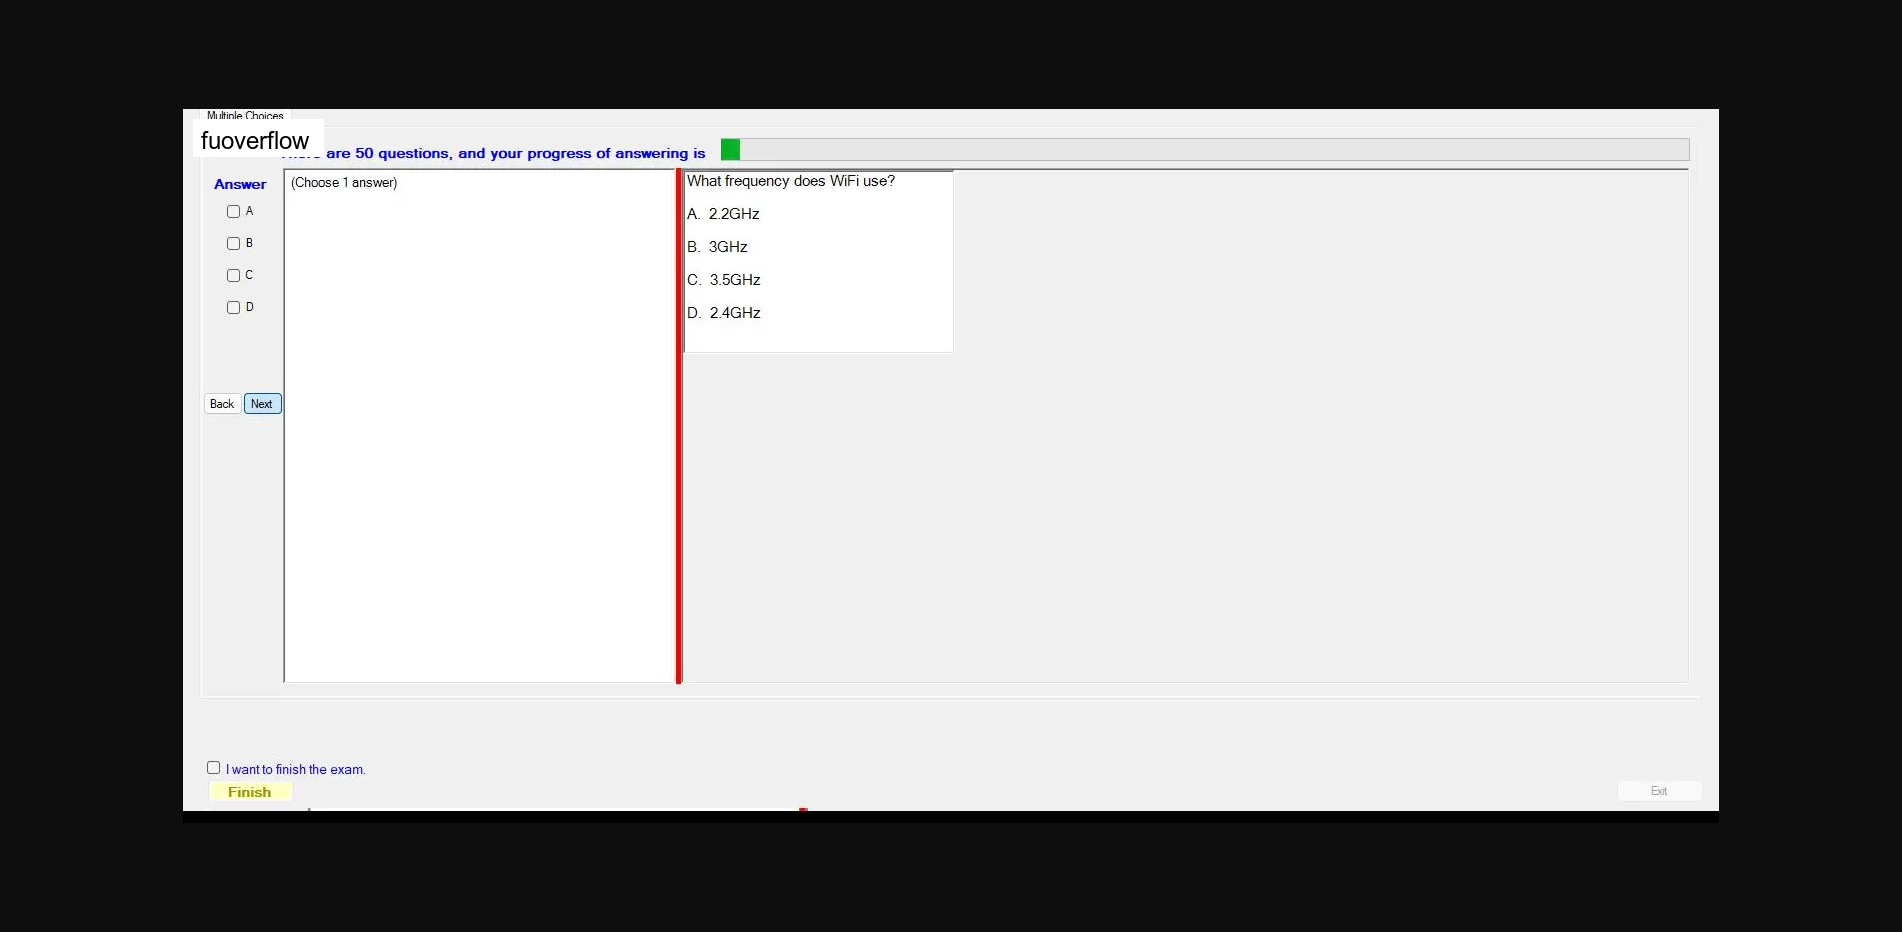 Multiple Choices
fuoverflow
are 50 questions, and your progress of answering is
Answer
(Choose 1 answer)
A
B
C
D
Back
Next
What frequency does WiFi use?
A. 2.2GHz
B. 3GHz
C. 3.5GHz
D. 2.4GHz
I want to finish the exam.
Finish
Exit